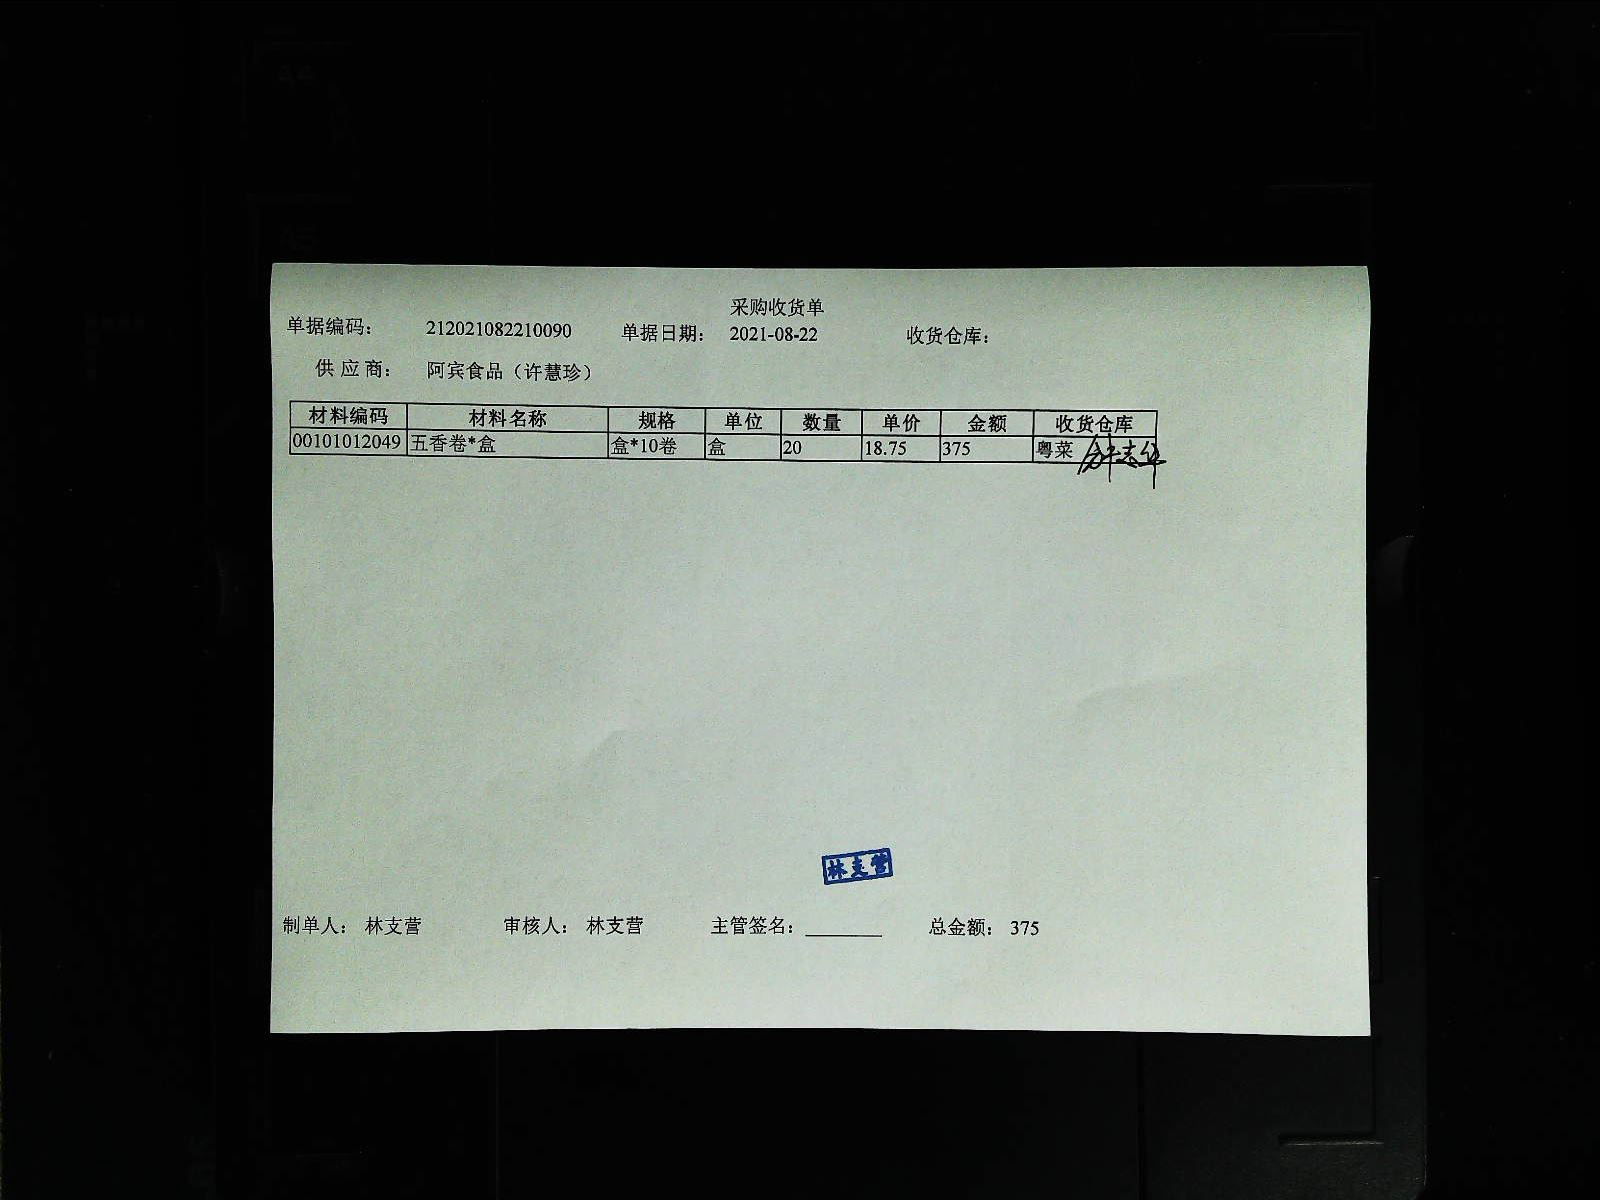 采购收货单
单据编码: 212021082210090 单据日期: 2021-08-22 收货仓库:
供应商: 阿宾食品（许慧珍）
材料编码 材料名称 规格 单位 数量 单价 金额 收货仓库
00101012049 五香卷*盒 盒*10卷 盒 20 18.75 375 粤菜
林支营
制单人: 林支营 审核人: 林支营 主管签名: 总金额: 375